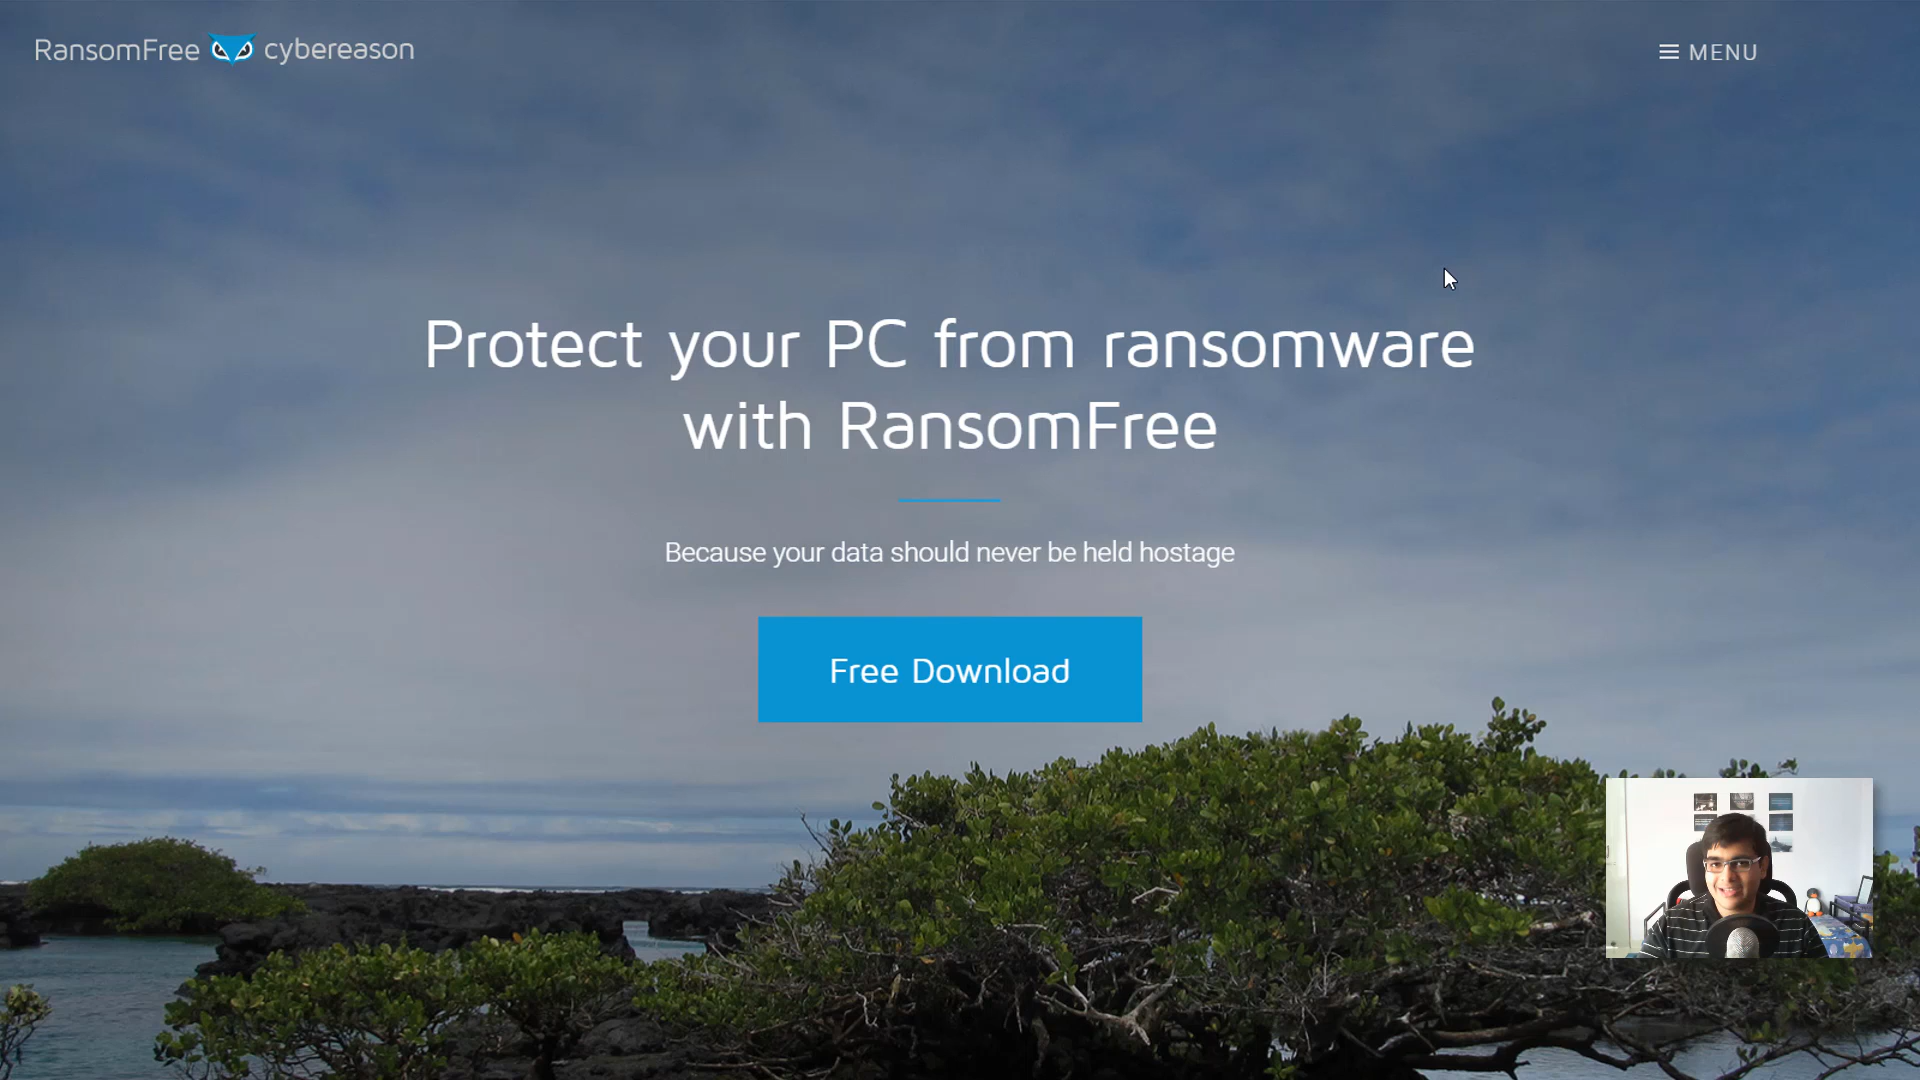 RansomFree cybereason
MENU
Protect your PC from ransomware
with RansomFree
Because your data should never be held hostage
Free Download